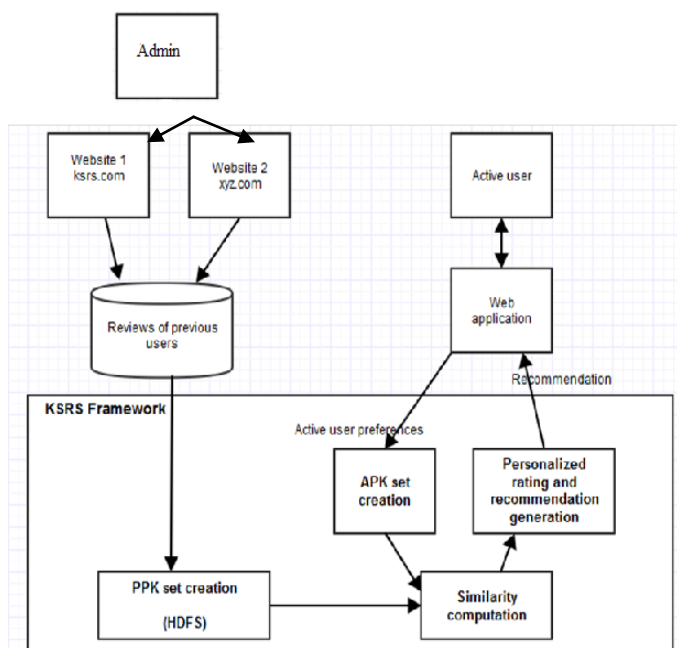 Admin
Website 1
ksrs.com
Website 2
xyz.com
Active user
Reviews of previous
users
Web
application
Recommendation
KSRS Framework
Active user preferences
APK set
creation
Personalized
rating and
recommendation
generation
PPK set creation
(HDFS)
Similarity
computation